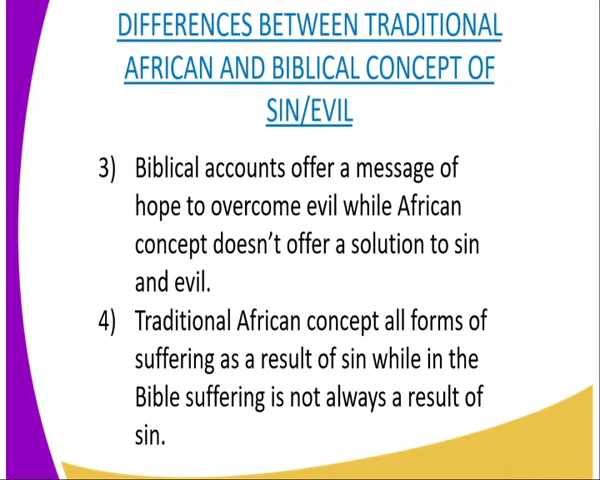 DIFFERENCES BETWEEN TRADITIONAL
AFRICAN AND BIBLICAL CONCEPT OF
SIN/EVIL
3) Biblical accounts offer a message of
hope to overcome evil while African
concept doesn’t offer a solution to sin
and evil.
4) Traditional African concept all forms of
suffering as a result of sin while in the
Bible suffering is not always a result of
sin.